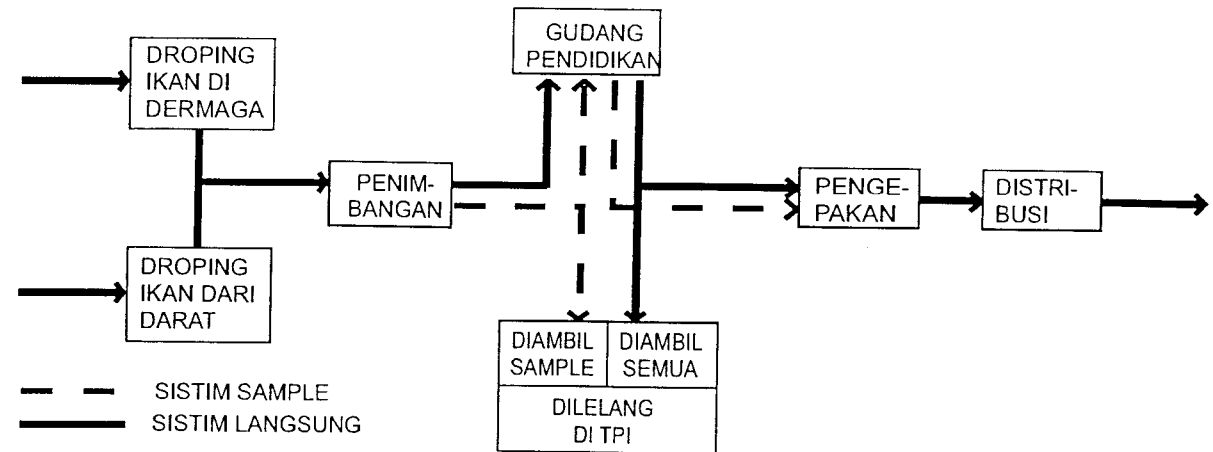 DROPING
IKAN DI
DERMAGA
DROPING
IKAN DARI
DARAT
PENIM-
BANGAN
GUDANG
PENDIDIKAN
DIAMBIL
SAMPLE
DIAMBIL
SEMUA
DILELANG
DI TPI
PENGE-
PAKAN
DISTRI-
BUSI
SISTIM SAMPLE
SISTIM LANGSUNG